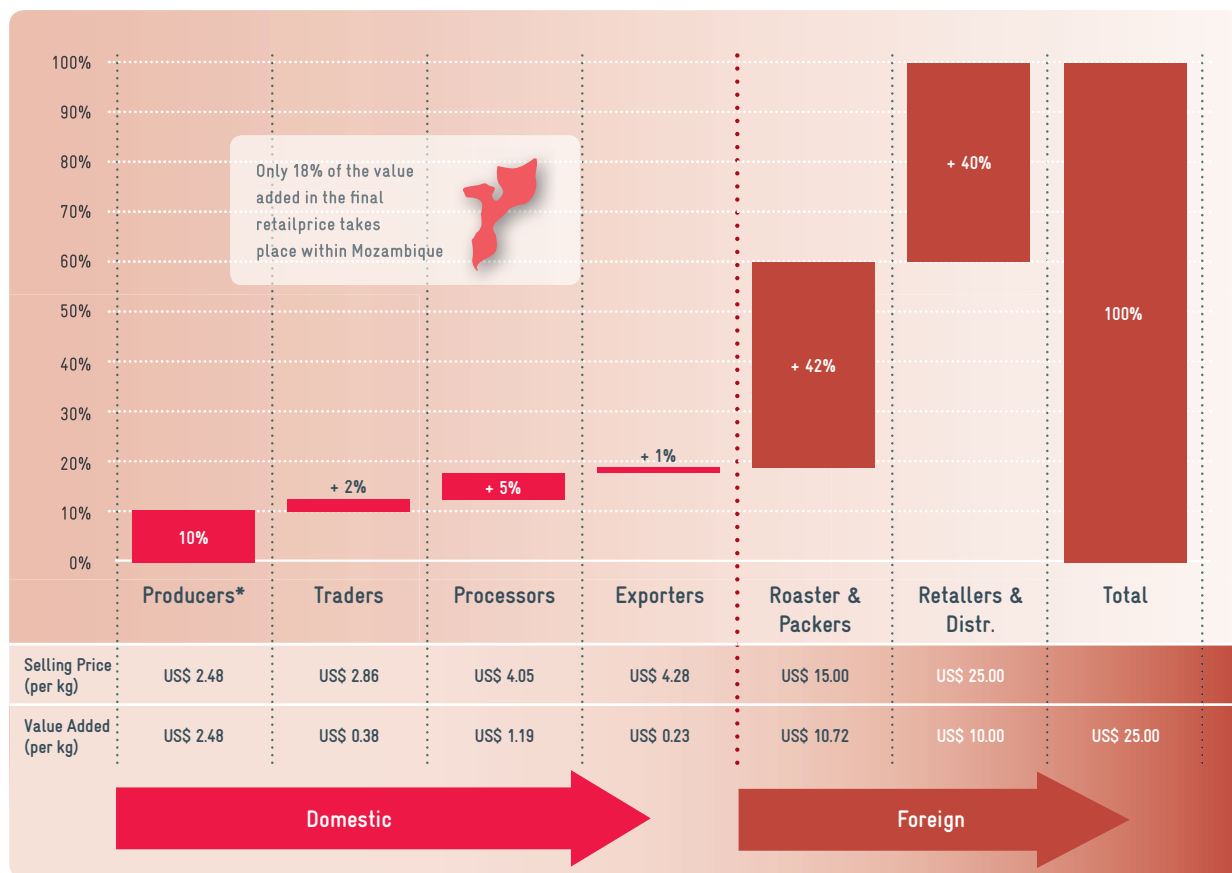 100%
90%
80%
70%
60%
50%
40%
30%
20%
10%
0%
Only 18% of the value
added in the final
retailprice takes
place within Mozambique
10%
+ 2%
+ 5%
+ 1%
+ 42%
+ 40%
100%
Producers*
Traders
Processors
Exporters
Roaster &
Packers
Retallers &
Distr.
Total
Selling Price
(per kg)
US$ 2.48
US$ 2.86
US$ 4.05
US$ 4.28
US$ 15.00
US$ 25.00
Value Added
(per kg)
US$ 2.48
US$ 0.38
US$ 1.19
US$ 0.23
US$ 10.72
US$ 10.00
US$ 25.00
Domestic
Foreign